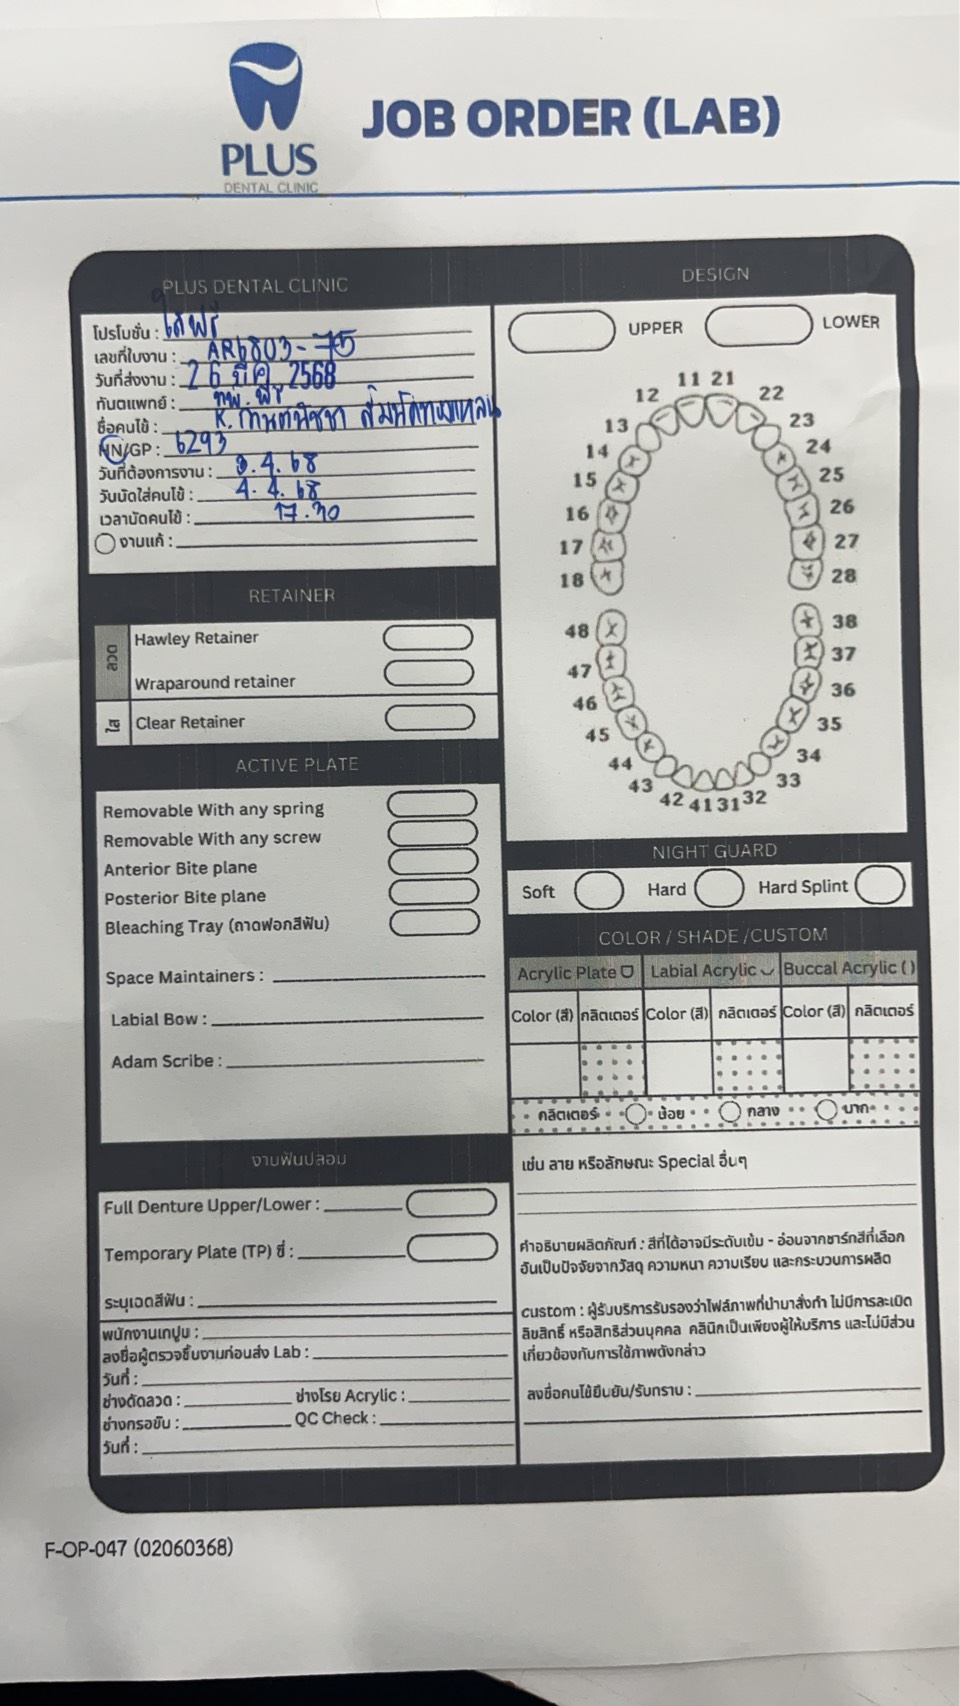 PLUS
DENTAL CLINIC
JOB ORDER (LAB)
PLUS DENTAL CLINIC
โปรโมชั่น : ใสฟรี
เลขที่ใบงาน : AR6803-75
วันที่ส่งงาน : 26 มีค. 2568
ทันตแพทย์ : ทพ. พีร์
ชื่อคนไข้ : K.
HN/GP : 6293
วันที่ต้องการงาน : 3.4.68
วันนัดใส่คนไข้ : 4.4.68
เวลานัดคนไข้ : 17.30
งานแก้ :
RETAINER
ลวด
Hawley Retainer
Wraparound retainer
ใส
Clear Retainer
ACTIVE PLATE
Removable With any spring
Removable With any screw
Anterior Bite plane
Posterior Bite plane
Bleaching Tray (ถาดฟอกสีฟัน)
Space Maintainers :
Labial Bow :
Adam Scribe :
งานฟันปลอม
Full Denture Upper/Lower :
Temporary Plate (TP) ซี่ :
ระบุเฉดสีฟัน :
พนักงานเทปูน :
ลงชื่อผู้ตรวจชิ้นงานก่อนส่ง Lab :
วันที่ :
ช่างดัดลวด : ช่างโรย Acrylic :
ช่างกรอขัน : QC Check :
วันที่ :
DESIGN
UPPER LOWER
11 21
12 22
13 23
14 24
15 25
16 26
17 27
18 28
48 38
47 37
46 36
45 35
44 34
43 33
42 41 31 32
NIGHT GUARD
Soft Hard Hard Splint
COLOR / SHADE /CUSTOM
Acrylic Plate Labial Acrylic Buccal Acrylic ( )
Color (สี) กลิตเตอร์ Color (สี) กลิตเตอร์ Color (สี) กลิตเตอร์
กลิตเตอร์ น้อย กลาง มาก
เช่น ลาย หรือลักษณะ Special อื่นๆ
คำอธิบายผลิตภัณฑ์ : สีที่ได้อาจมีระดับเข้ม - อ่อนจากชาร์กสีที่เลือก
อันเป็นปัจจัยจากวัสดุ ความหนา ความเรียบ และกระบวนการผลิต
custom : ผู้รับบริการรับรองว่าไฟล์ภาพที่นำมาสั่งทำ ไม่มีการละเมิด
ลิขสิทธิ์ หรือสิทธิส่วนบุคคล คลินิกเป็นเพียงผู้ให้บริการ และไม่มีส่วน
เกี่ยวข้องกับการใช้ภาพดังกล่าว
ลงชื่อคนไข้ยืนยัน/รับทราบ :
F-OP-047 (02060368)